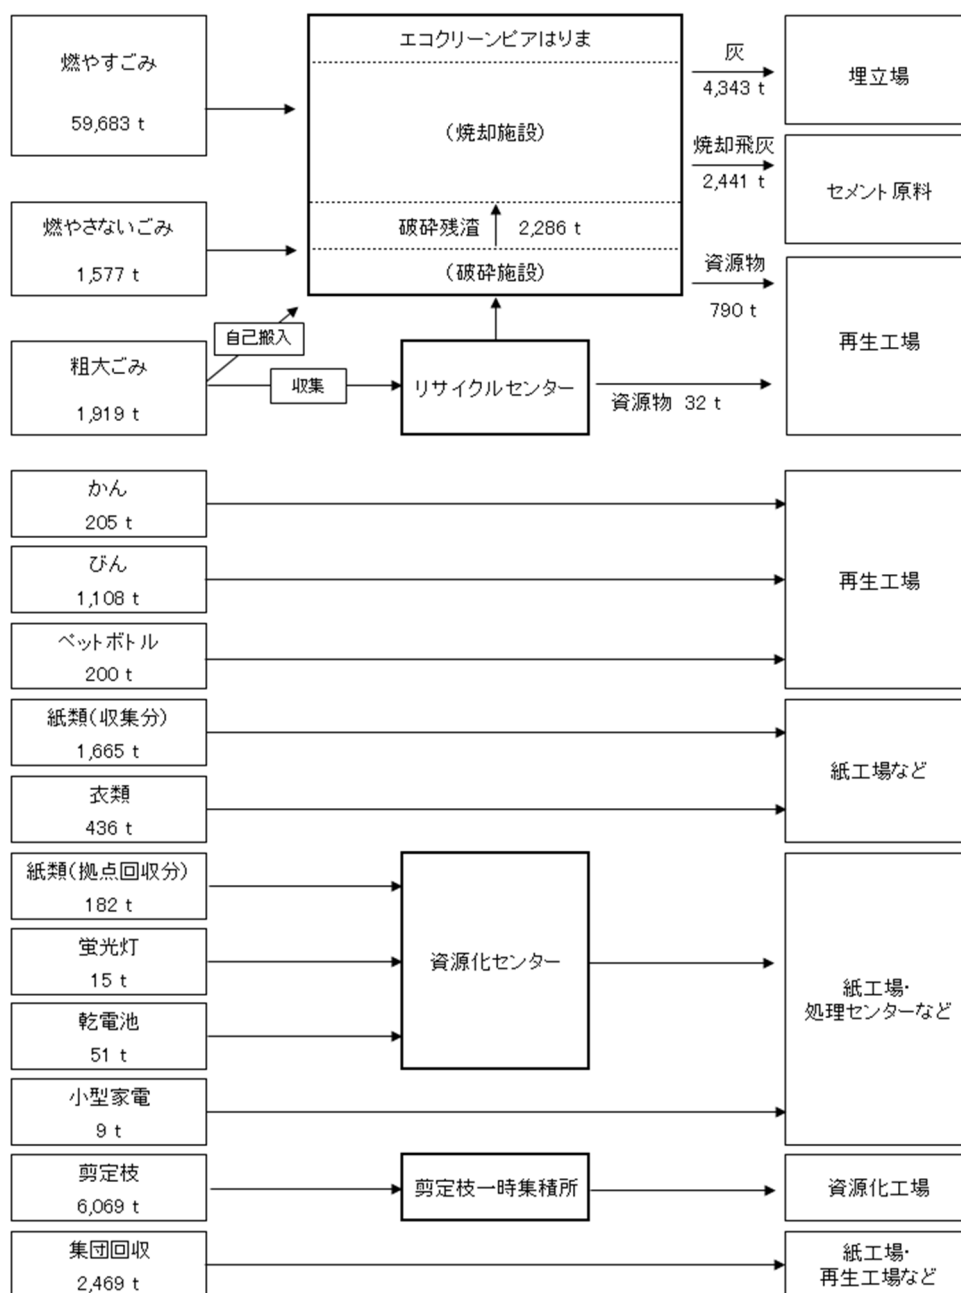 燃やすごみ
59,683 t
エコクリーンピアはりま
(焼却施設)
灰
4,343 t
埋立場
焼却飛灰
2,441 t
セメント原料
燃やさないごみ
1,577 t
破砕残渣 2,286 t
(破砕施設)
資源物
790 t
再生工場
自己搬入
粗大ごみ
1,919 t
収集
リサイクルセンター
資源物 32 t
かん
205 t
びん
1,108 t
ペットボトル
200 t
再生工場
紙類(収集分)
1,665 t
衣類
436 t
紙工場など
紙類(拠点回収分)
182 t
蛍光灯
15 t
乾電池
51 t
資源化センター
小型家電
9 t
紙工場・
処理センターなど
剪定枝
6,069 t
剪定枝一時集積所
資源化工場
集団回収
2,469 t
紙工場・
再生工場など